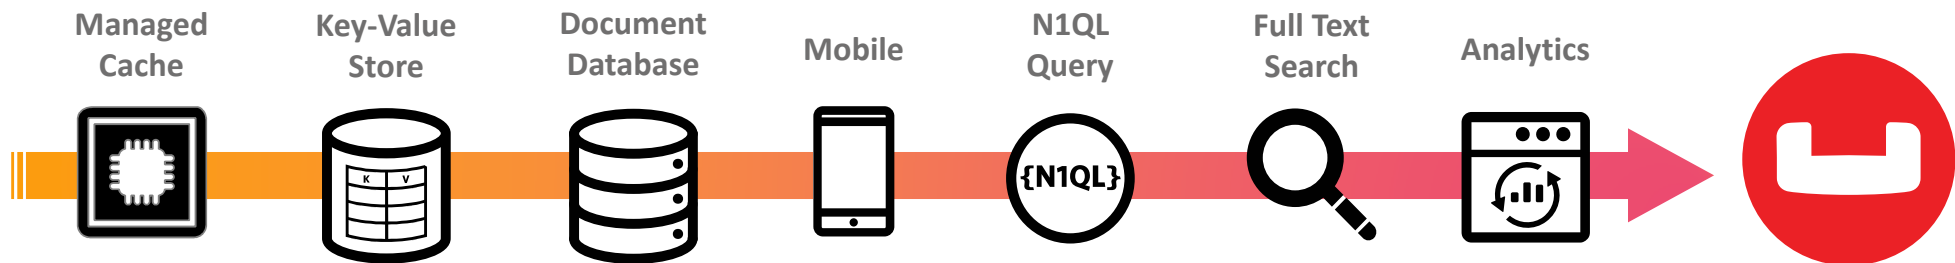 Managed
Cache
Key-Value
Store
Document
Database
Mobile
N1QL
Query
Full Text
Search
Analytics
K V
{N1QL}